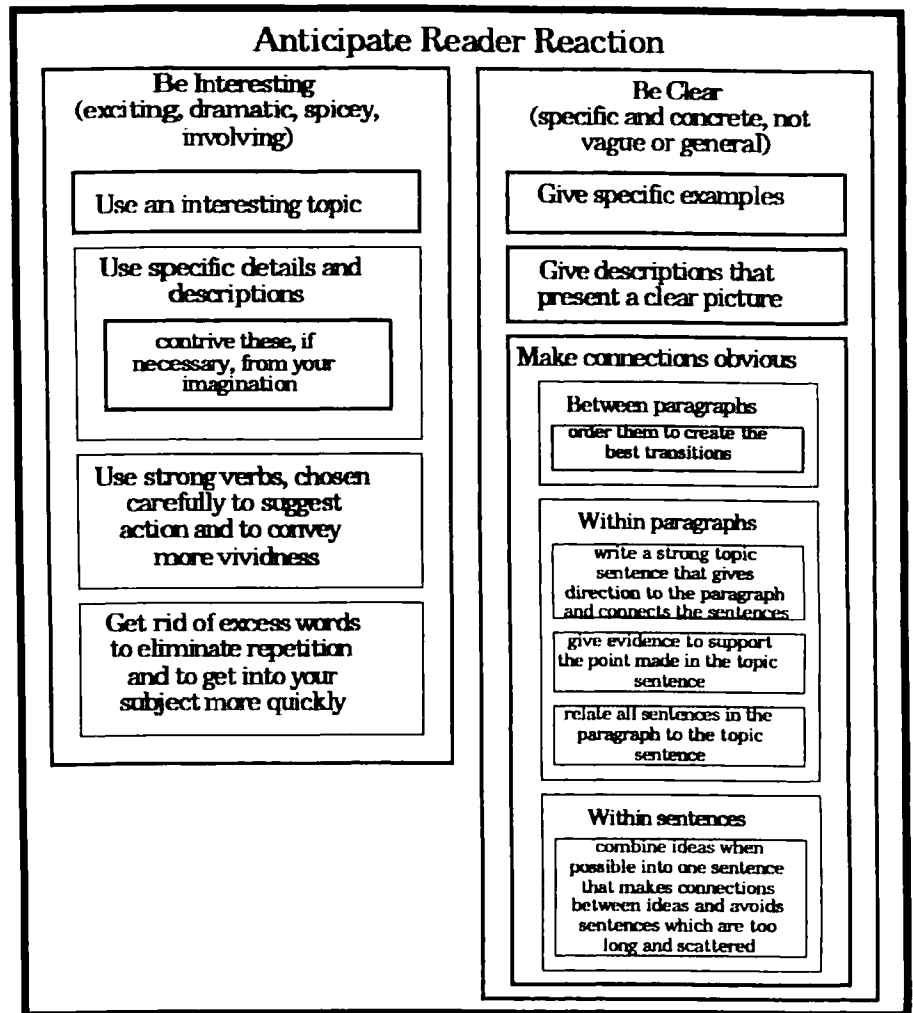 Anticipate Reader Reaction
Be Interesting
(exciting, dramatic, spicey,
involving)
Use an interesting topic
Use specific details and
descriptions
contrive these, if
necessary, from your
imagination
Use strong verbs, chosen
carefully to suggest
action and to convey
more vividness
Get rid of excess words
to eliminate repetition
and to get into your
subject more quickly
Be Clear
(specific and concrete, not
vague or general)
Give specific examples
Give descriptions that
present a clear picture
Make connections obvious
Between paragraphs
order them to create the
best transitions
Within paragraphs
write a strong topic
sentence that gives
direction to the paragraph
and connects the sentences
give evidence to support
the point made in the topic
sentence
relate all sentences in the
paragraph to the topic
sentence
Within sentences
combine ideas when
possible into one sentence
that makes connections
between ideas and avoids
sentences which are too
long and scattered